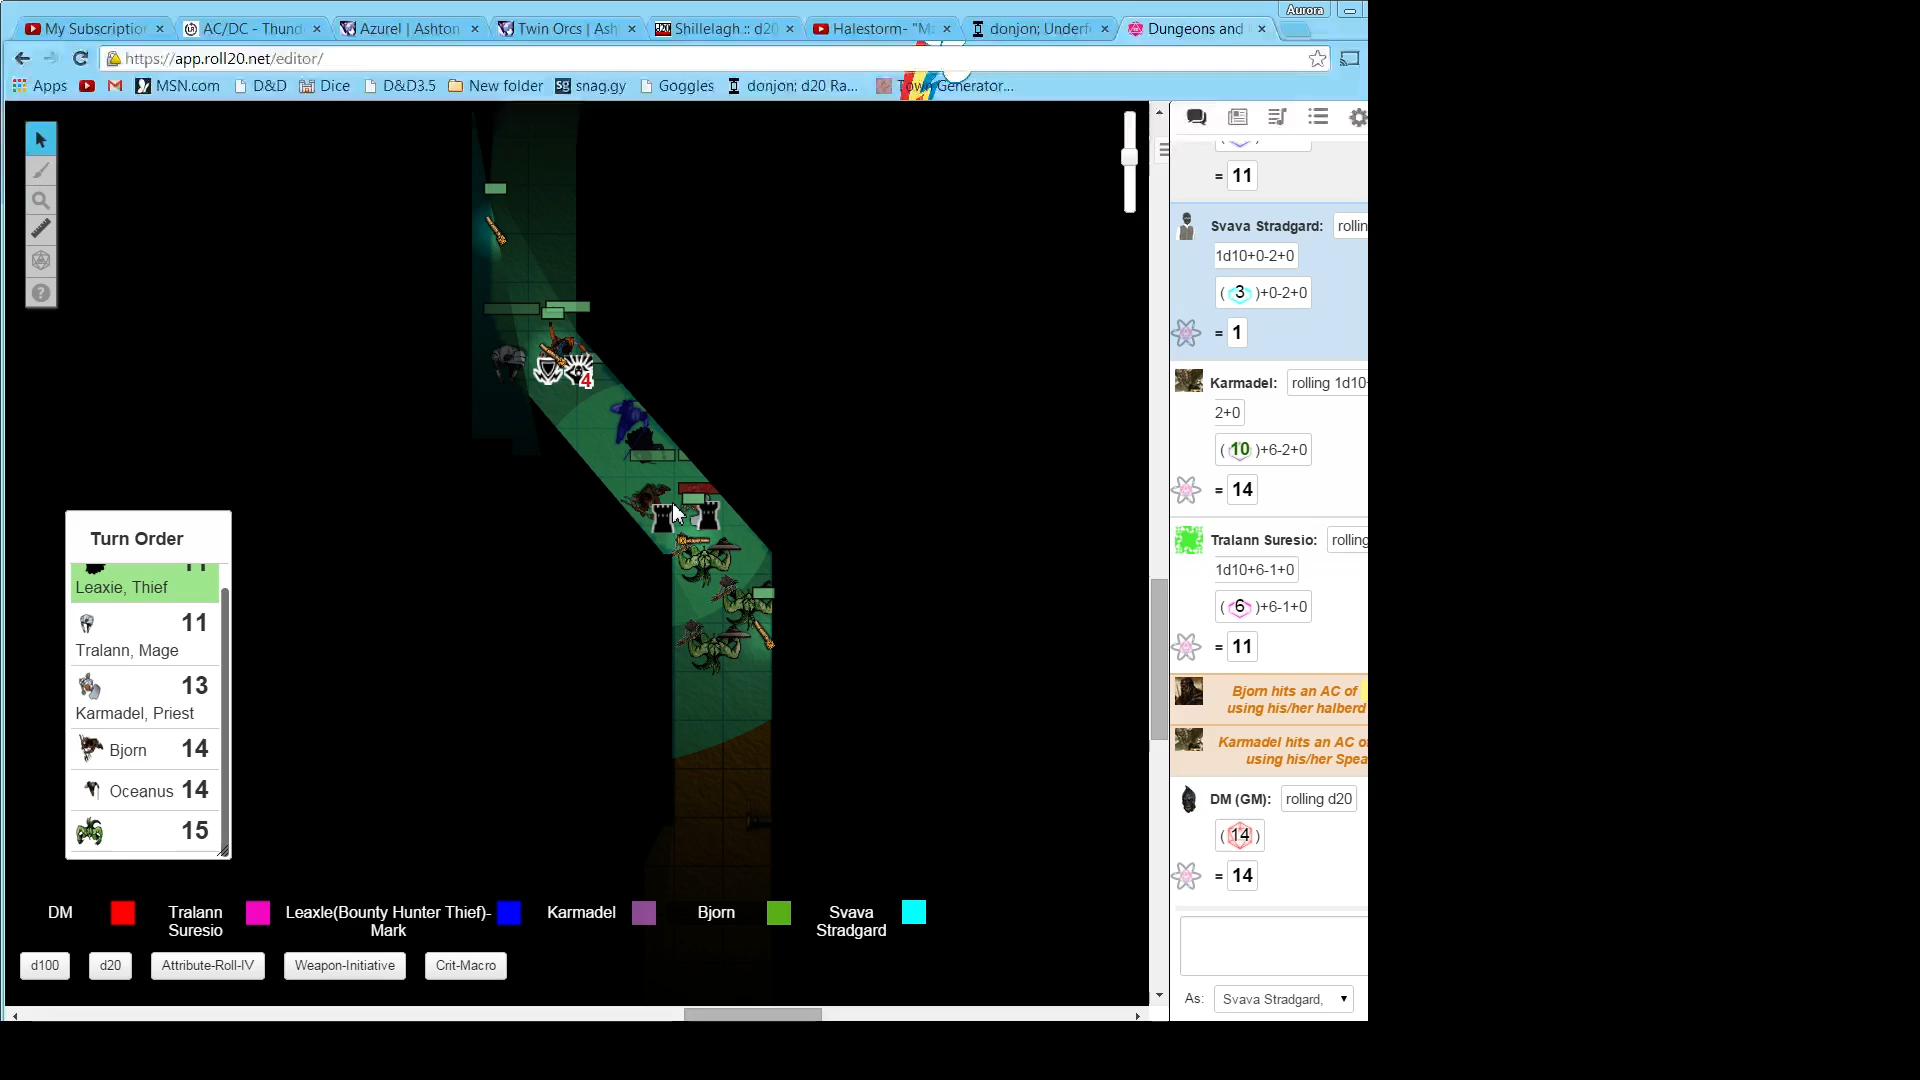 Aurora
My Subscription
AC/DC - Thund
Azurel | Ashton
Twin Orcs | Ash
Shillelagh :: d20
Halestorm- "M
donjon; Underf
Dungeons and
https://app.roll20.net/editor/
Apps
MSN.com
D&D
Dice
D&D3.5
New folder
snag.gy
Goggles
donjon; d20 Ra...
Town Generator...
= 11
Svava Stradgard: rollin
1d10+0-2+0
(3)+0-2+0
= 1
Karmadel: rolling 1d10+
2+0
(10)+6-2+0
= 14
Tralann Suresio: rolling
1d10+6-1+0
(6)+6-1+0
= 11
Bjorn hits an AC of
using his/her halberd
Karmadel hits an AC of
using his/her Spea
DM (GM): rolling d20
(14)
= 14
As: Svava Stradgard,
4
Turn Order
11
Leaxie, Thief
11
Tralann, Mage
13
Karmadel, Priest
Bjorn 14
Oceanus 14
15
DM
Tralann
Suresio
Leaxle(Bounty Hunter Thief)-
Mark
Karmadel
Bjorn
Svava
Stradgard
d100
d20
Attribute-Roll-IV
Weapon-Initiative
Crit-Macro